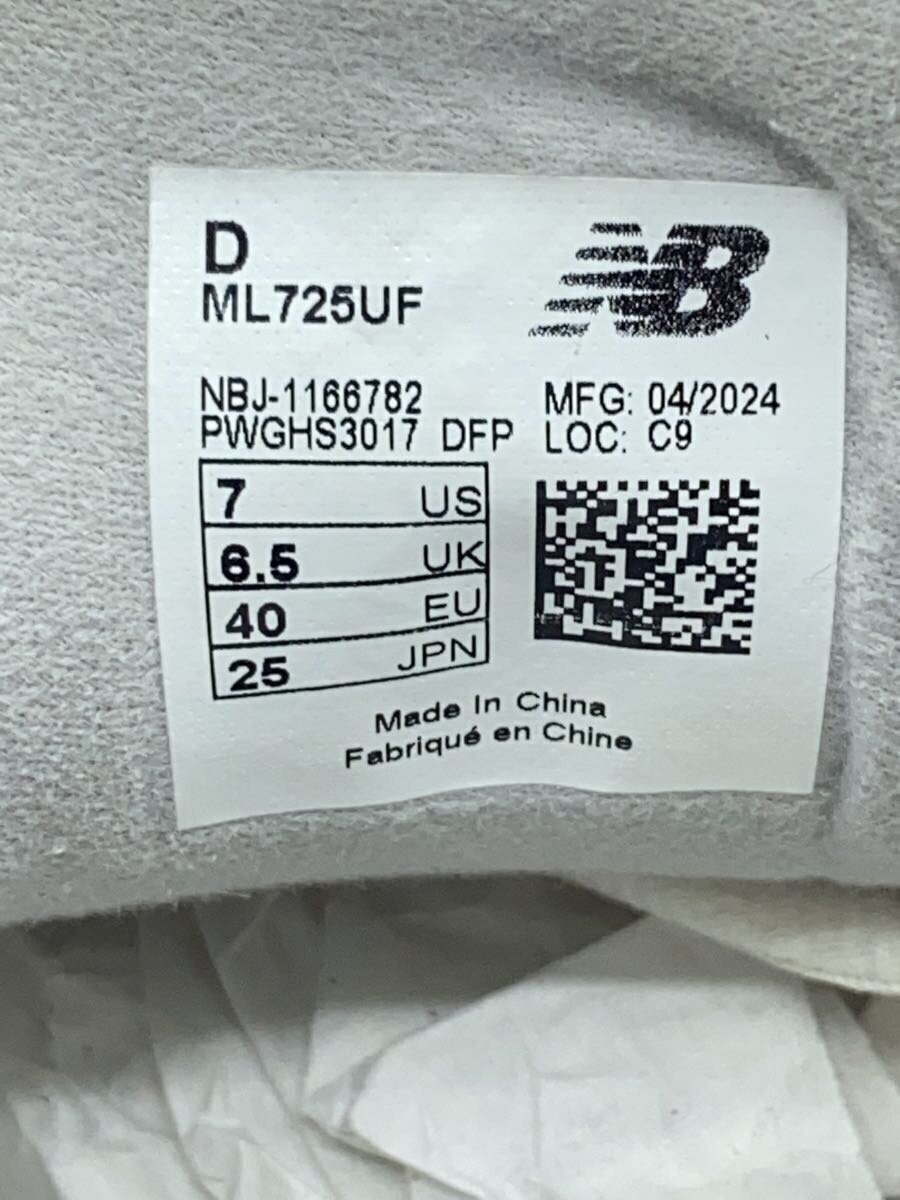 D
NB
ML725UF
NBJ-1166782 MFG: 04/2024
PWGHS3017 DFP LOC: C9
7 US
6.5 UK
40 EU
25 JPN
Made In China
Fabriqué en Chine